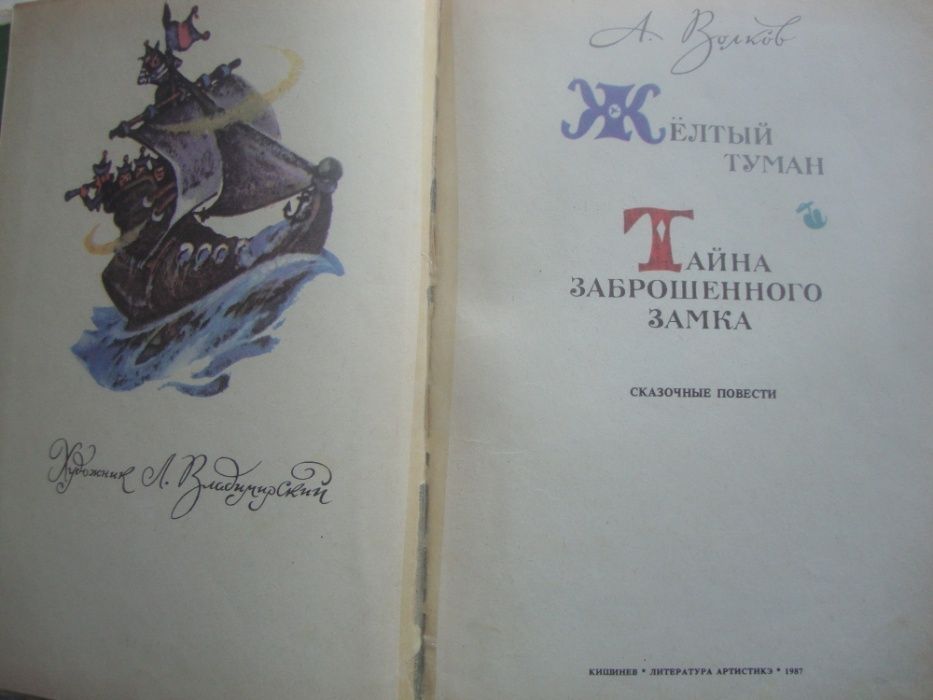 Художник Л. Владимирский
А. Волков
ЖЁЛТЫЙ
ТУМАН
ТАЙНА
ЗАБРОШЕННОГО
ЗАМКА
СКАЗОЧНЫЕ ПОВЕСТИ
КИШИНЕВ * ЛИТЕРАТУРА АРТИСТИКЭ * 1987